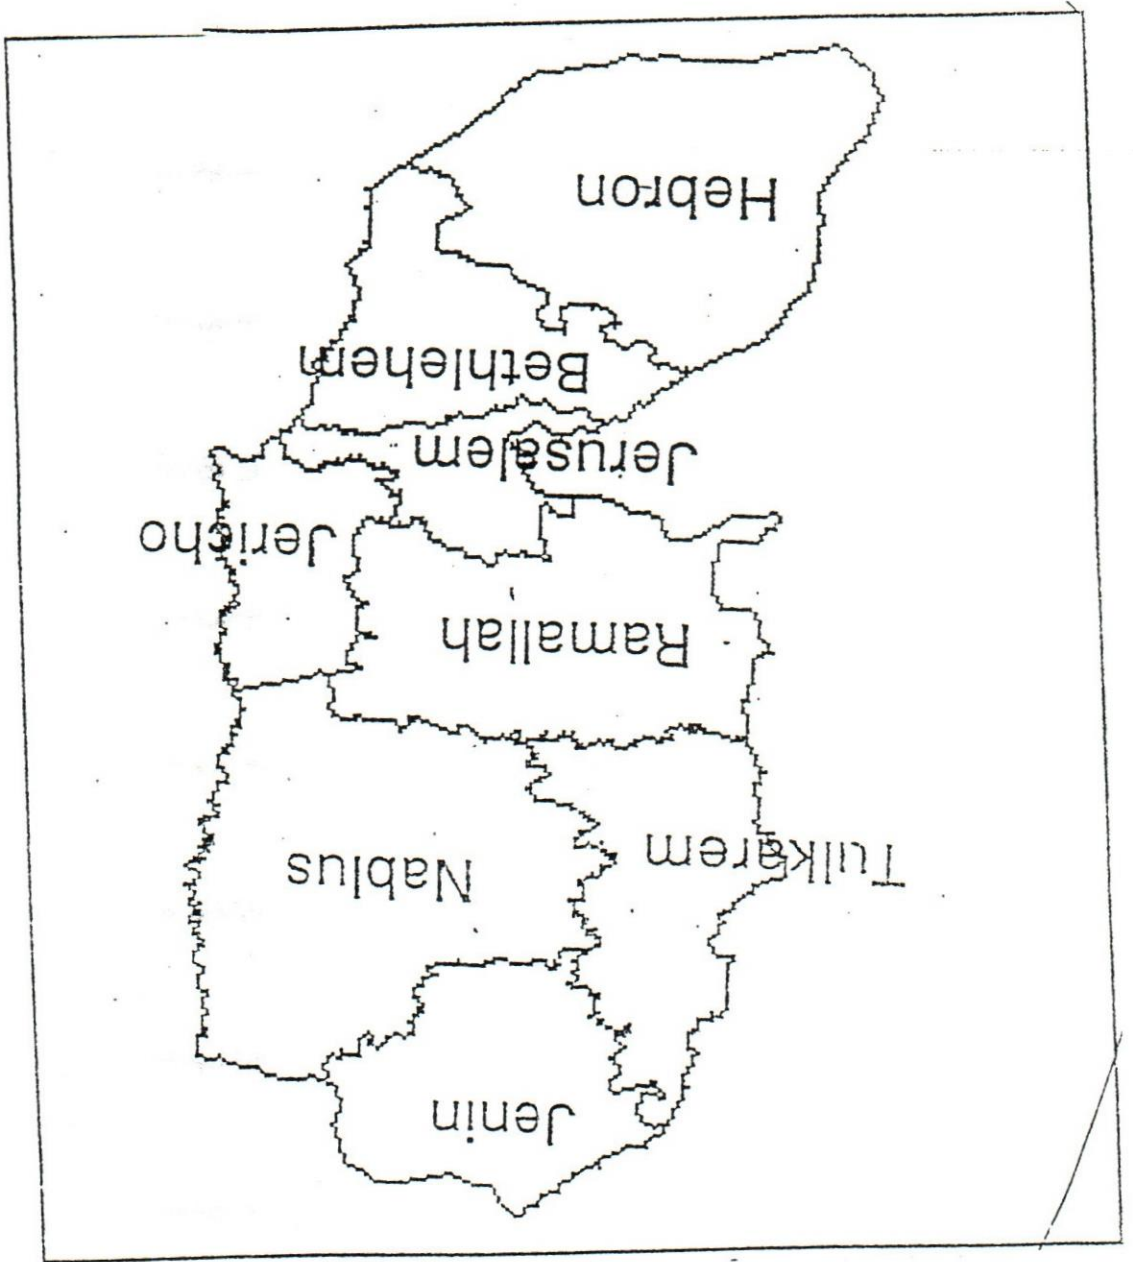 Jenin
Nablus
Tulkarem
Ramallah
Jericho
Jerusalem
Bethlehem
Hebron